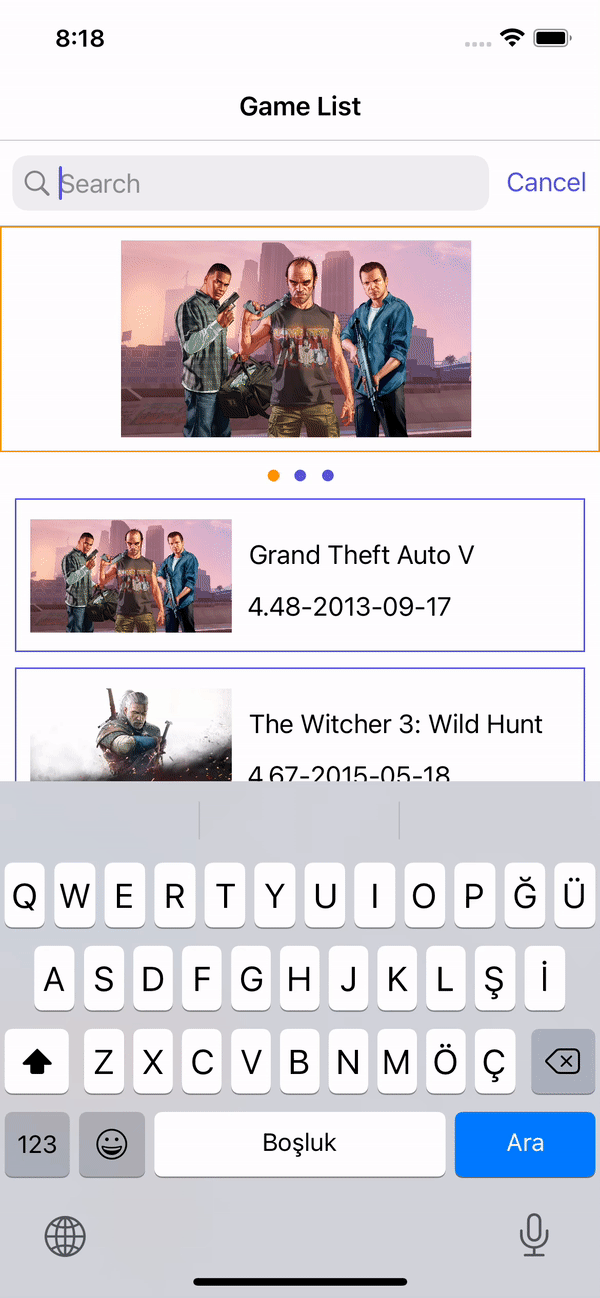 8:18
Game List
Search
Cancel
Grand Theft Auto V
4.48-2013-09-17
The Witcher 3: Wild Hunt
4.67-2015-05-18
Q W E R T Y U I O P Ğ Ü
A S D F G H J K L Ş İ
Z X C V B N M Ö Ç
123
Boşluk
Ara